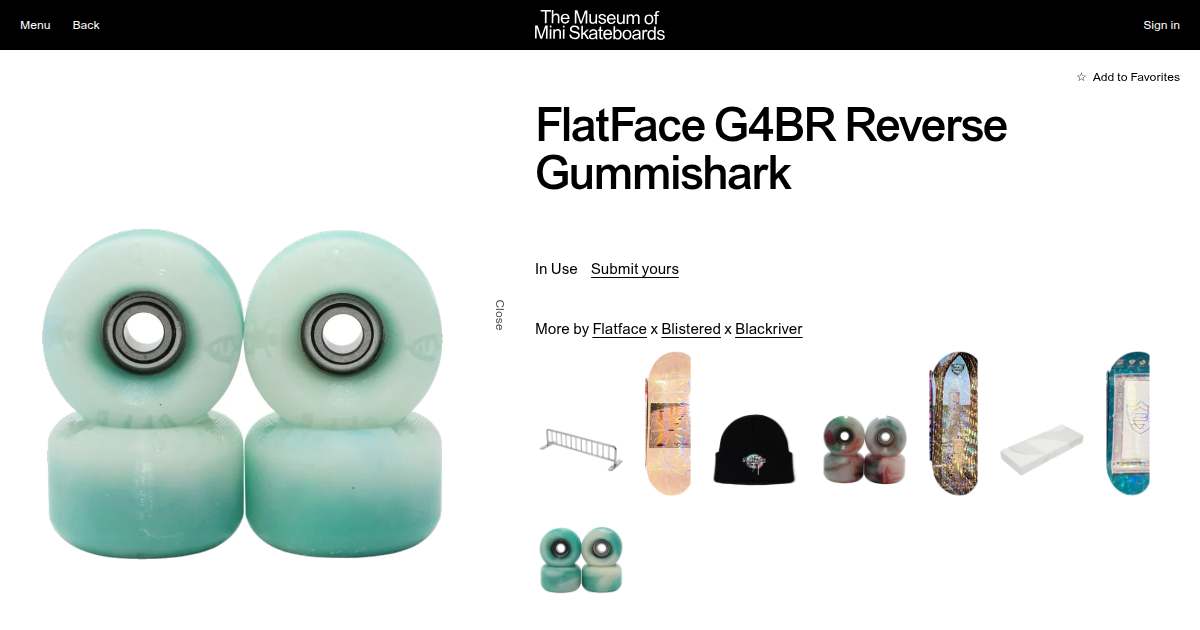 Menu
Back
The Museum of
Mini Skateboards
Sign in
☆ Add to Favorites
FlatFace G4BR Reverse
Gummishark
In Use Submit yours
Close
More by Flatface x Blistered x Blackriver